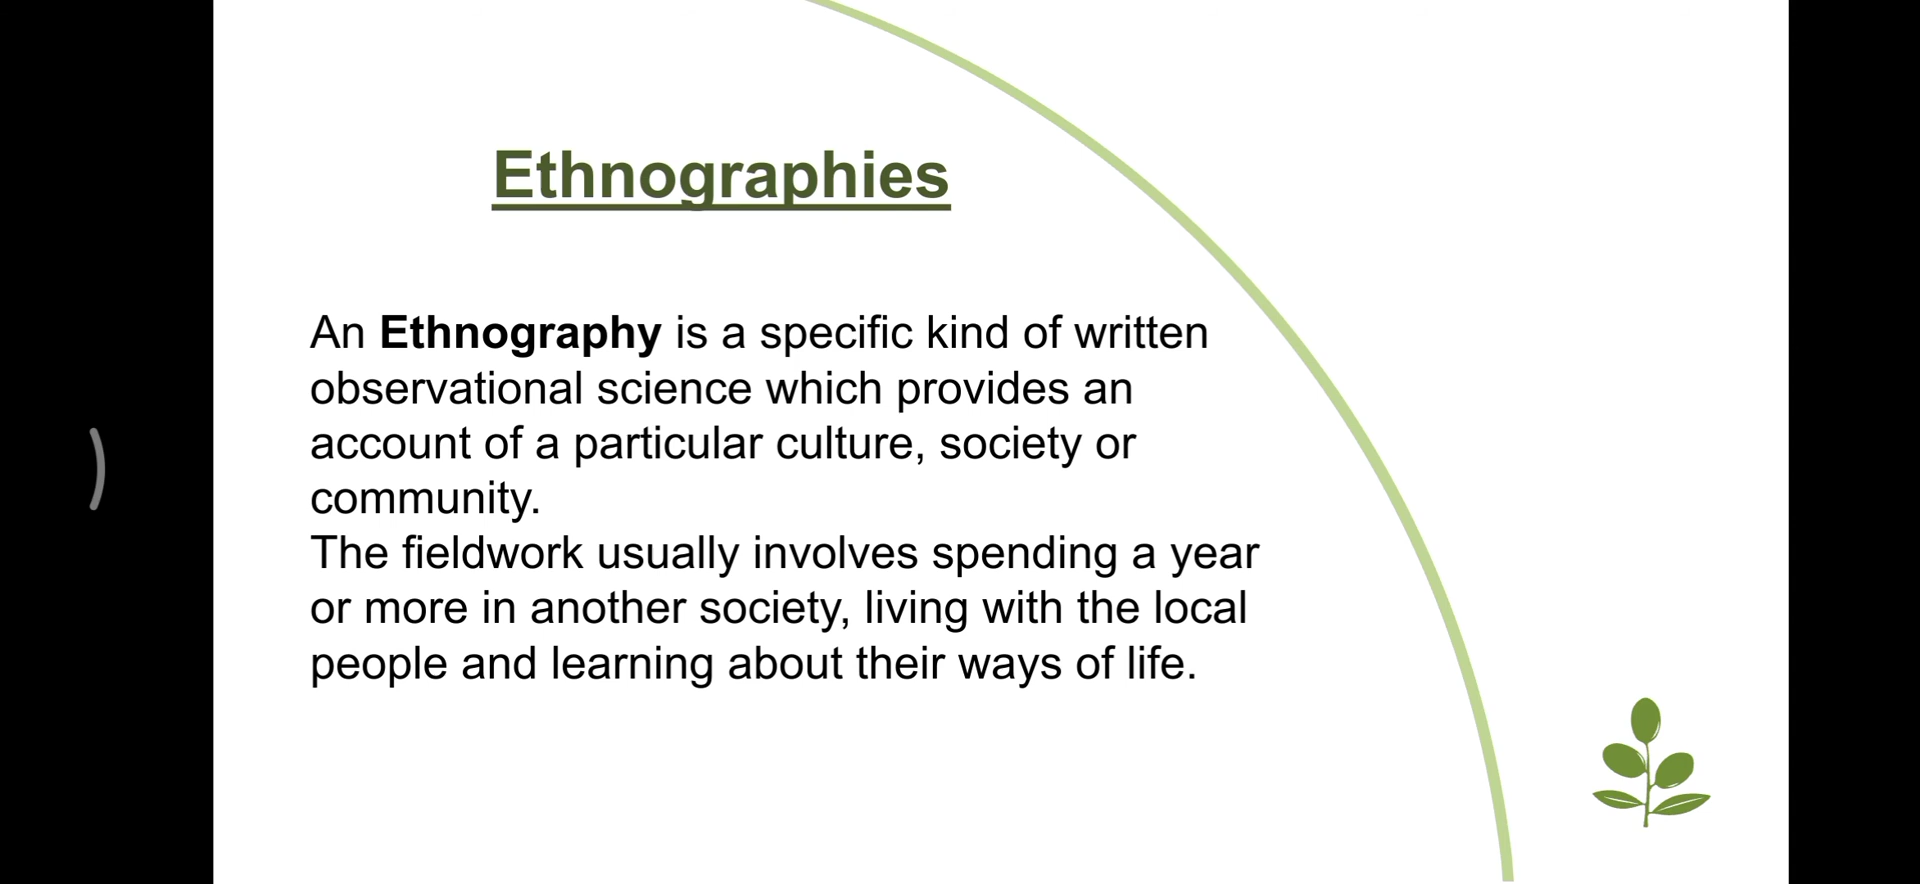 Ethnographies
An Ethnography is a specific kind of written
observational science which provides an
account of a particular culture, society or
community.
The fieldwork usually involves spending a year
or more in another society, living with the local
people and learning about their ways of life.